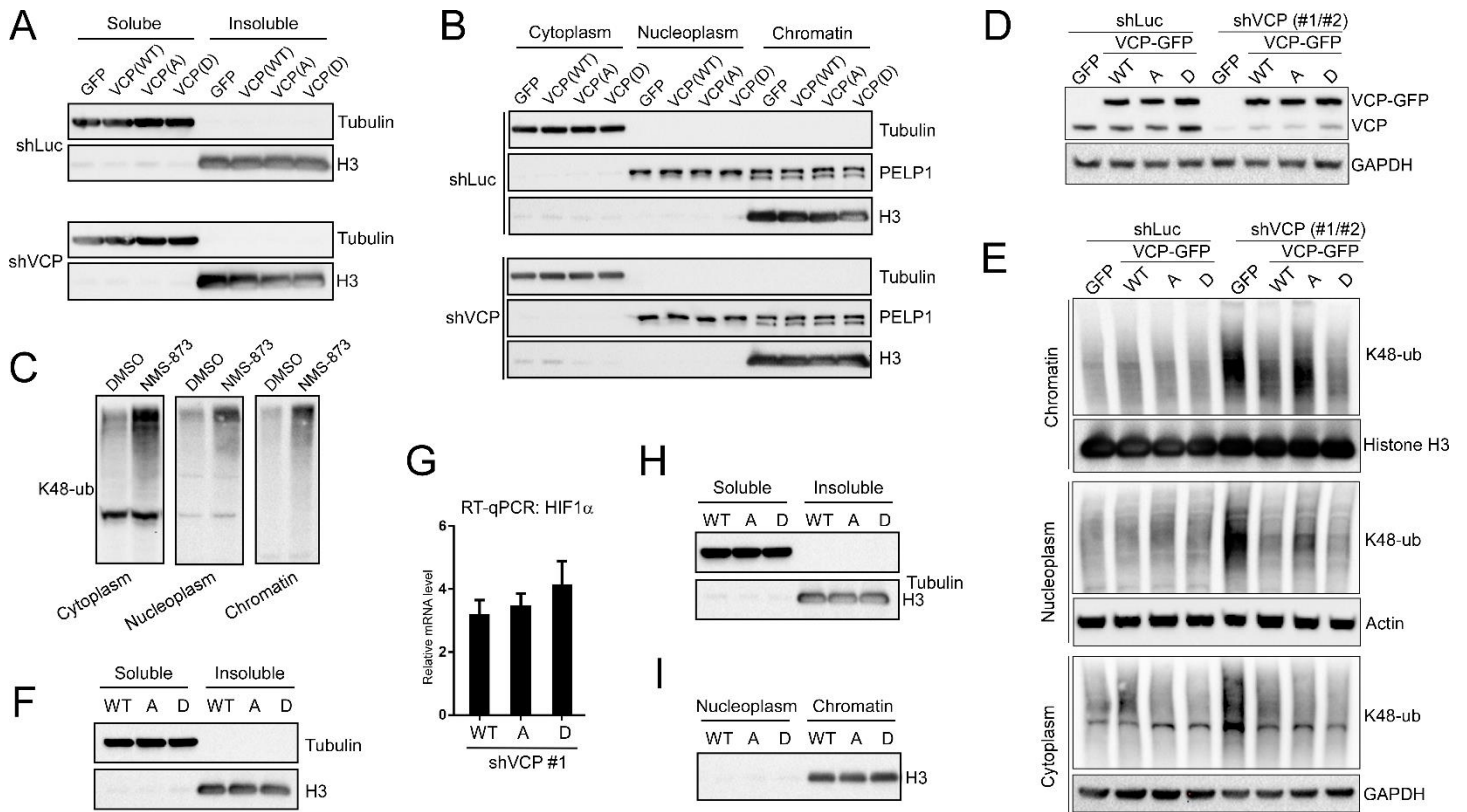 A
Solube Insoluble
GFP VCP(WT) VCP(A) VCP(D) GFP VCP(WT) VCP(A) VCP(D)
shLuc
Tubulin
H3
shVCP
Tubulin
H3
B
Cytoplasm Nucleoplasm Chromatin
GFP VCP(WT) VCP(A) VCP(D) GFP VCP(WT) VCP(A) VCP(D) GFP VCP(WT) VCP(A) VCP(D)
shLuc
Tubulin
PELP1
H3
shVCP
Tubulin
PELP1
H3
C
DMSO NMS-873 DMSO NMS-873 DMSO NMS-873
K48-ub
Cytoplasm Nucleoplasm Chromatin
D
shLuc shVCP (#1/#2)
VCP-GFP VCP-GFP
GFP WT A D GFP WT A D
VCP-GFP
VCP
GAPDH
E
shLuc shVCP (#1/#2)
VCP-GFP VCP-GFP
GFP WT A D GFP WT A D
Chromatin
K48-ub
Histone H3
Nucleoplasm
K48-ub
Actin
Cytoplasm
K48-ub
GAPDH
F
Soluble Insoluble
WT A D WT A D
Tubulin
H3
G
RT-qPCR: HIF1α
Relative mRNA level
6
4
2
0
WT A D
shVCP #1
H
Soluble Insoluble
WT A D WT A D
Tubulin
H3
I
Nucleoplasm Chromatin
WT A D WT A D
H3